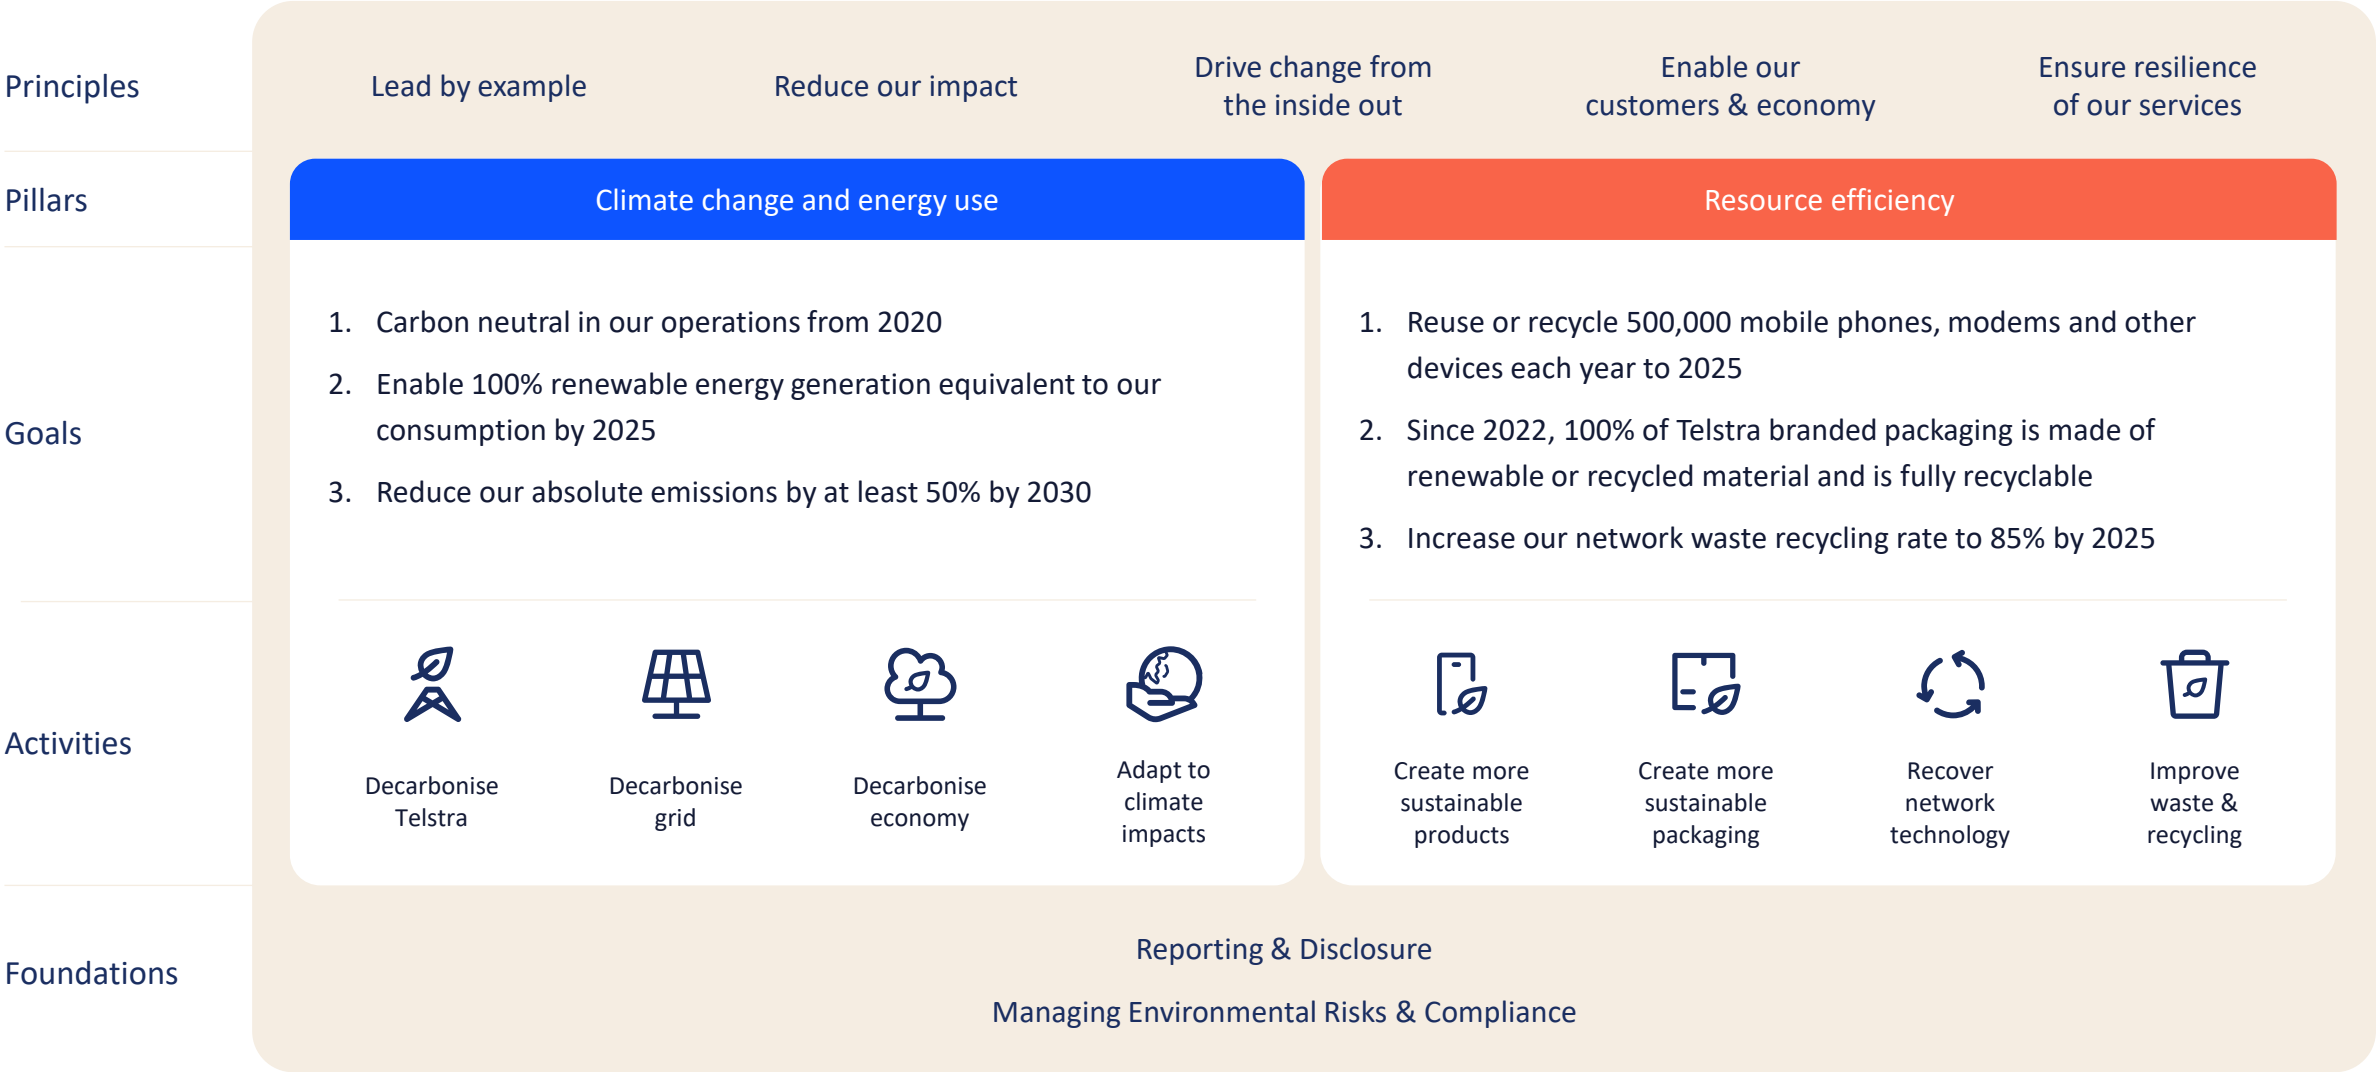 Principles
Lead by example
Reduce our impact
Drive change from
the inside out
Enable our
customers & economy
Ensure resilience
of our services
Pillars
Climate change and energy use
Resource efficiency
Goals
1. Carbon neutral in our operations from 2020
2. Enable 100% renewable energy generation equivalent to our
consumption by 2025
3. Reduce our absolute emissions by at least 50% by 2030
1. Reuse or recycle 500,000 mobile phones, modems and other
devices each year to 2025
2. Since 2022, 100% of Telstra branded packaging is made of
renewable or recycled material and is fully recyclable
3. Increase our network waste recycling rate to 85% by 2025
Activities
Decarbonise
Telstra
Decarbonise
grid
Decarbonise
economy
Adapt to
climate
impacts
Create more
sustainable
products
Create more
sustainable
packaging
Recover
network
technology
Improve
waste &
recycling
Foundations
Reporting & Disclosure
Managing Environmental Risks & Compliance